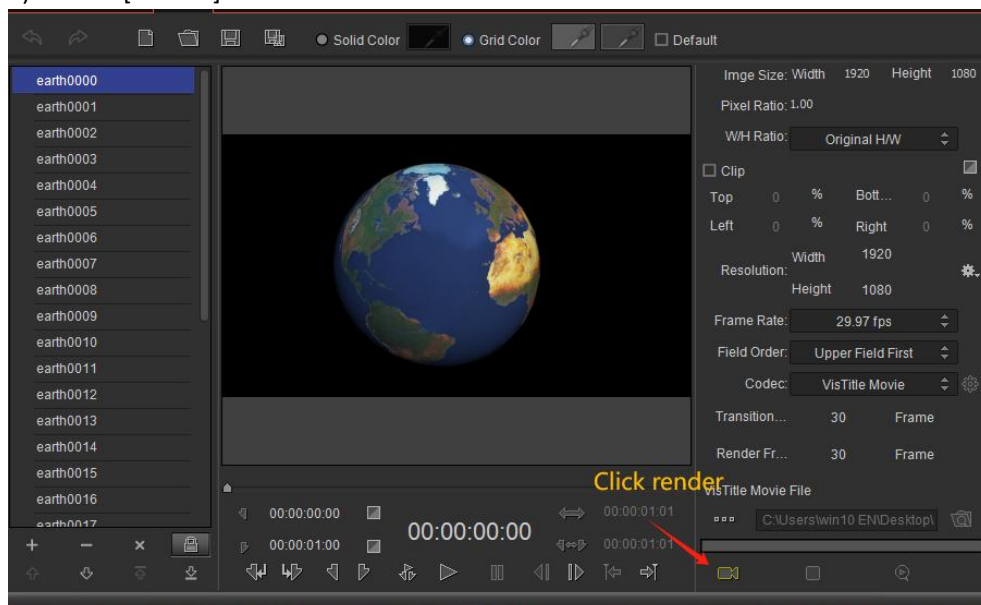 Solid Color
Grid Color
Default
earth0000
earth0001
earth0002
earth0003
earth0004
earth0005
earth0006
earth0007
earth0008
earth0009
earth0010
earth0011
earth0012
earth0013
earth0014
earth0015
earth0016
earth0017
Imge Size: Width 1920 Height 1080
Pixel Ratio: 1.00
W/H Ratio: Original H/W
Clip
Top 0 % Bott... 0 %
Left 0 % Right 0 %
Resolution: Width 1920
Height 1080
Frame Rate: 29.97 fps
Field Order: Upper Field First
Codec: VisTitle Movie
Transition... 30 Frame
Render Fr... 30 Frame
Click render
VisTitle Movie File
C:\Users\win10 EN\Desktop\
00:00:00:00
00:00:01:00
00:00:00:00
00:00:01:01
00:00:01:01